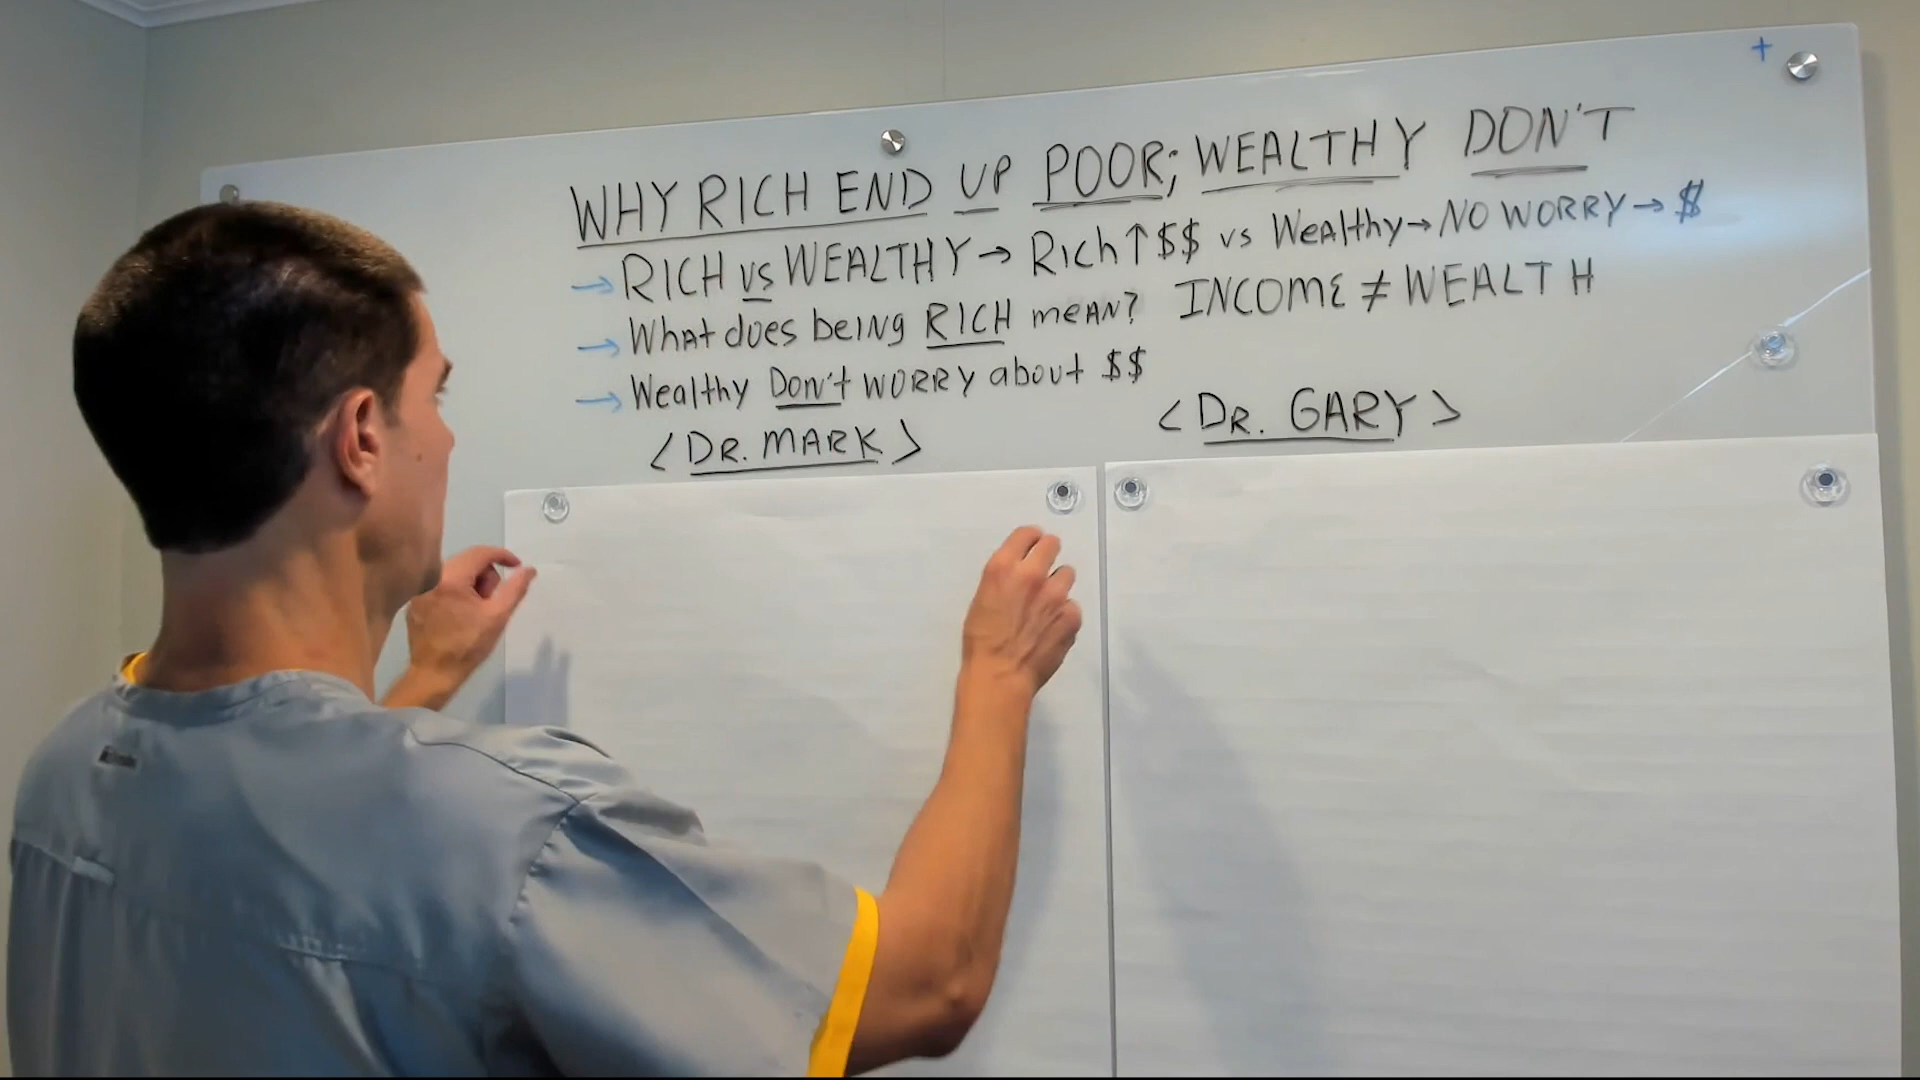 WHY RICH END UP POOR; WEALTHY DON'T
→ RICH vs WEALTHY → Rich ↑ $$ vs Wealthy → NO WORRY → $
→ What does being RICH mean? INCOME ≠ WEALTH
→ Wealthy Don't WORRY about $$
<DR. MARK> <DR. GARY>